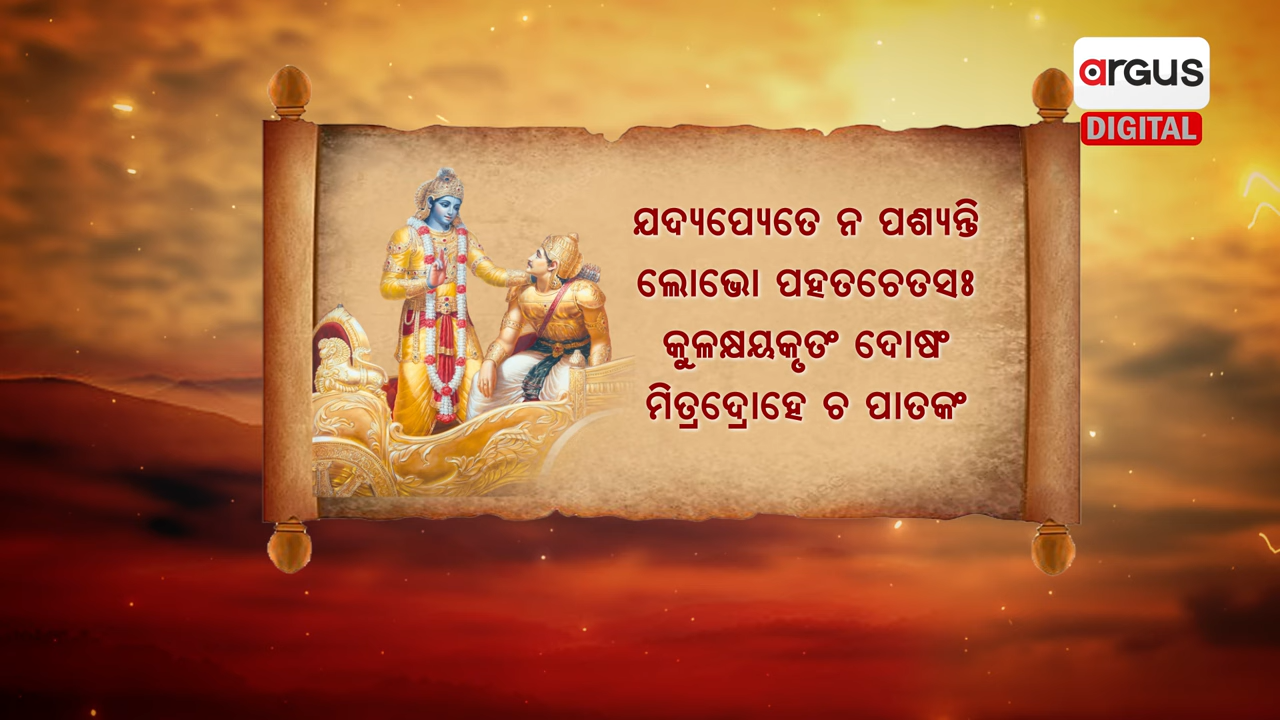 argus
DIGITAL
ଯଦ୍ୟପ୍ୟେତେ ନ ପଶ୍ୟନ୍ତି
ଲୋଭୋ ପହତଚେତସଃ
କୁଳକ୍ଷୟକୃତଂ ଦୋଷଂ
ମିତ୍ରଦ୍ରୋହେ ଚ ପାତକଂ